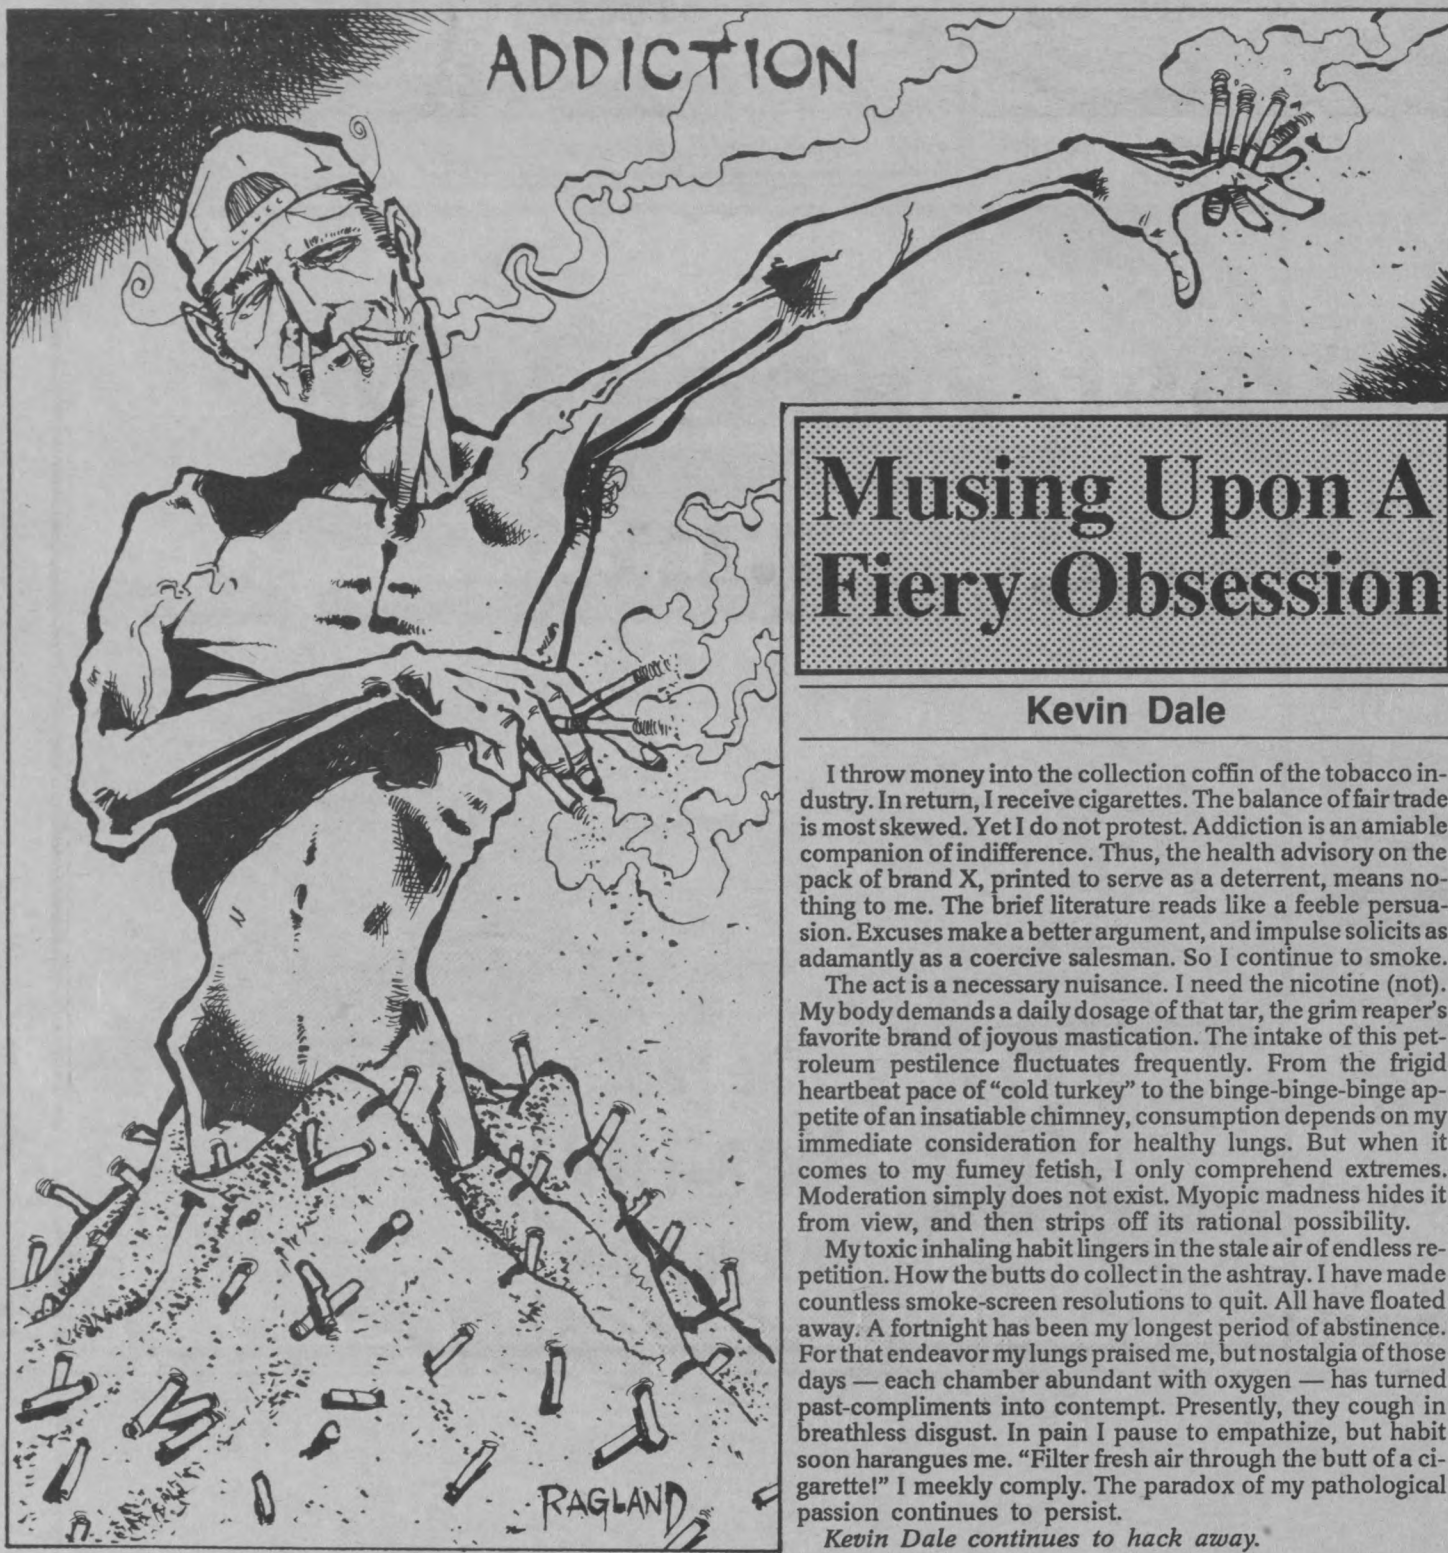 ADDICTION
Musing Upon A
Fiery Obsession
Kevin Dale
I throw money into the collection coffin of the tobacco in-
dustry. In return, I receive cigarettes. The balance of fair trade
is most skewed. Yet I do not protest. Addiction is an amiable
companion of indifference. Thus, the health advisory on the
pack of brand X, printed to serve as a deterrent, means no-
thing to me. The brief literature reads like a feeble persua-
sion. Excuses make a better argument, and impulse solicits as
adamantly as a coercive salesman. So I continue to smoke.
The act is a necessary nuisance. I need the nicotine (not).
My body demands a daily dosage of that tar, the grim reaper's
favorite brand of joyous mastication. The intake of this pet-
roleum pestilence fluctuates frequently. From the frigid
heartbeat pace of “cold turkey” to the binge-binge-binge ap-
petite of an insatiable chimney, consumption depends on my
immediate consideration for healthy lungs. But when it
comes to my fumey fetish, I only comprehend extremes.
Moderation simply does not exist. Myopic madness hides it
from view, and then strips off its rational possibility.
My toxic inhaling habit lingers in the stale air of endless re-
petition. How the butts do collect in the ashtray. I have made
countless smoke-screen resolutions to quit. All have floated
away. A fortnight has been my longest period of abstinence.
For that endeavor my lungs praised me, but nostalgia of those
days — each chamber abundant with oxygen — has turned
past-compliments into contempt. Presently, they cough in
breathless disgust. In pain I pause to empathize, but habit
soon harangues me. “Filter fresh air through the butt of a ci-
garette!” I meekly comply. The paradox of my pathological
passion continues to persist.
Kevin Dale continues to hack away.
RAGLAND